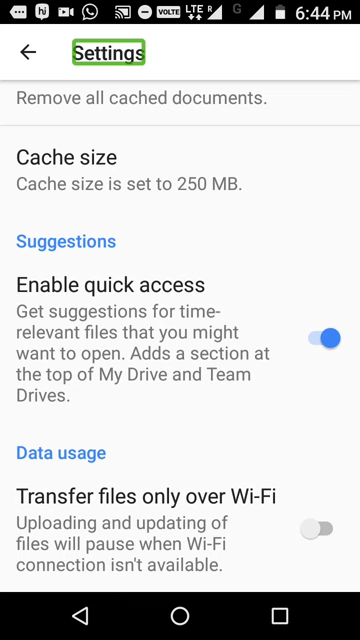 hj VOLTE LTE R G 6:44 PM
Settings
Remove all cached documents.
Cache size
Cache size is set to 250 MB.
Suggestions
Enable quick access
Get suggestions for time-
relevant files that you might
want to open. Adds a section at
the top of My Drive and Team
Drives.
Data usage
Transfer files only over Wi-Fi
Uploading and updating of
files will pause when Wi-Fi
connection isn't available.